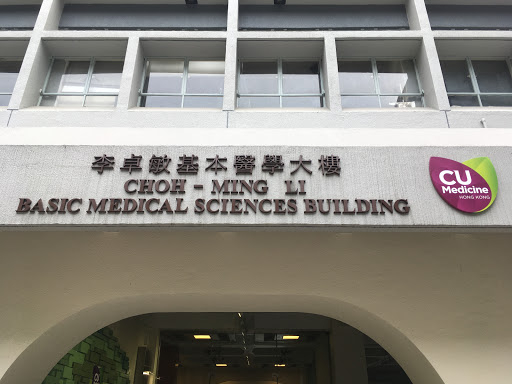 李卓敏基本醫學大樓
CHOH - MING LI
BASIC MEDICAL SCIENCES BUILDING
CU
Medicine
HONG KONG